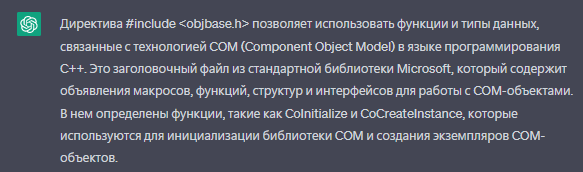 Директива #include <objbase.h> позволяет использовать функции и типы данных,
связанные с технологией COM (Component Object Model) в языке программирования
C++. Это заголовочный файл из стандартной библиотеки Microsoft, который содержит
объявления макросов, функций, структур и интерфейсов для работы с COM-объектами.
В нем определены функции, такие как CoInitialize и CoCreateInstance, которые
используются для инициализации библиотеки COM и создания экземпляров COM-
объектов.